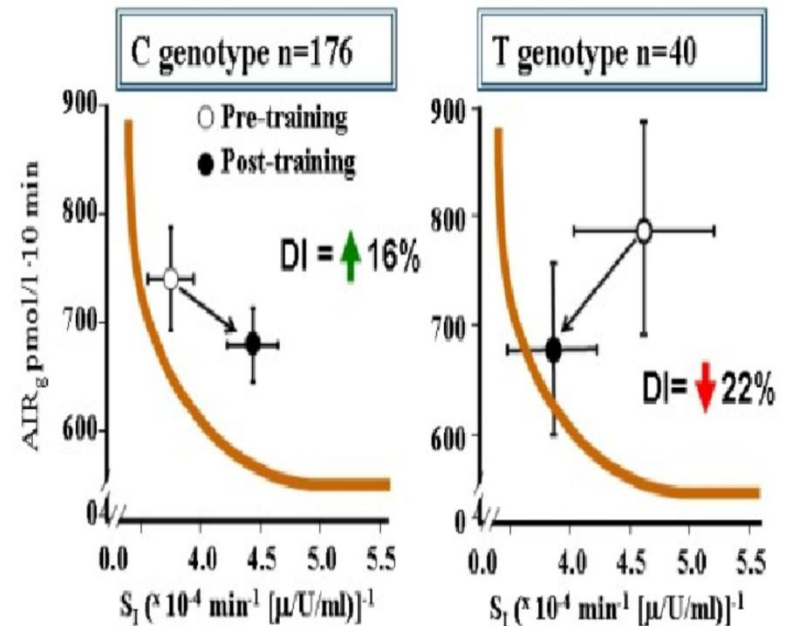 C genotype n=176
T genotype n=40
○ Pre-training
● Post-training
AIRg pmol/l ·10 min
900
800
700
600
0
DI = ↑ 16%
0.0 4.0 4.5 5.0 5.5
SI (x 10-4 min-1 [μ/U/ml)]-1
900
800
700
600
0
DI= ↓ 22%
0.0 4.0 4.5 5.0 5.5
SI (x 10-4 min-1 [μ/U/ml)]-1